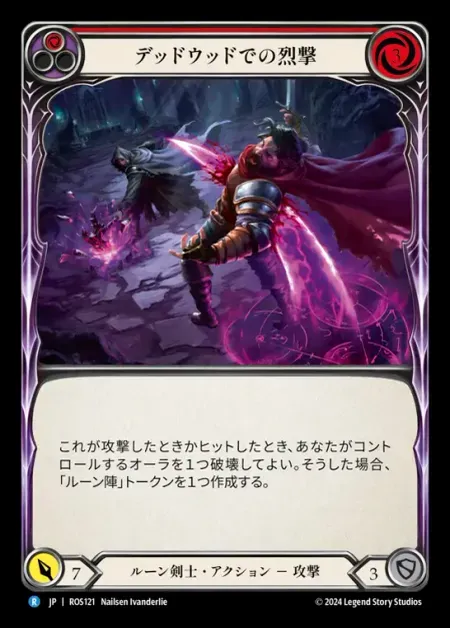 デッドウッドでの烈撃
3
これが攻撃したときかヒットしたとき、あなたがコント
ロールするオーラを1つ破壊してよい。そうした場合、
「ルーン陣」トークンを1つ作成する。
7
ルーン剣士・アクション － 攻撃
3
R JP | ROS121 Nailsen Ivanderlie
© 2024 Legend Story Studios